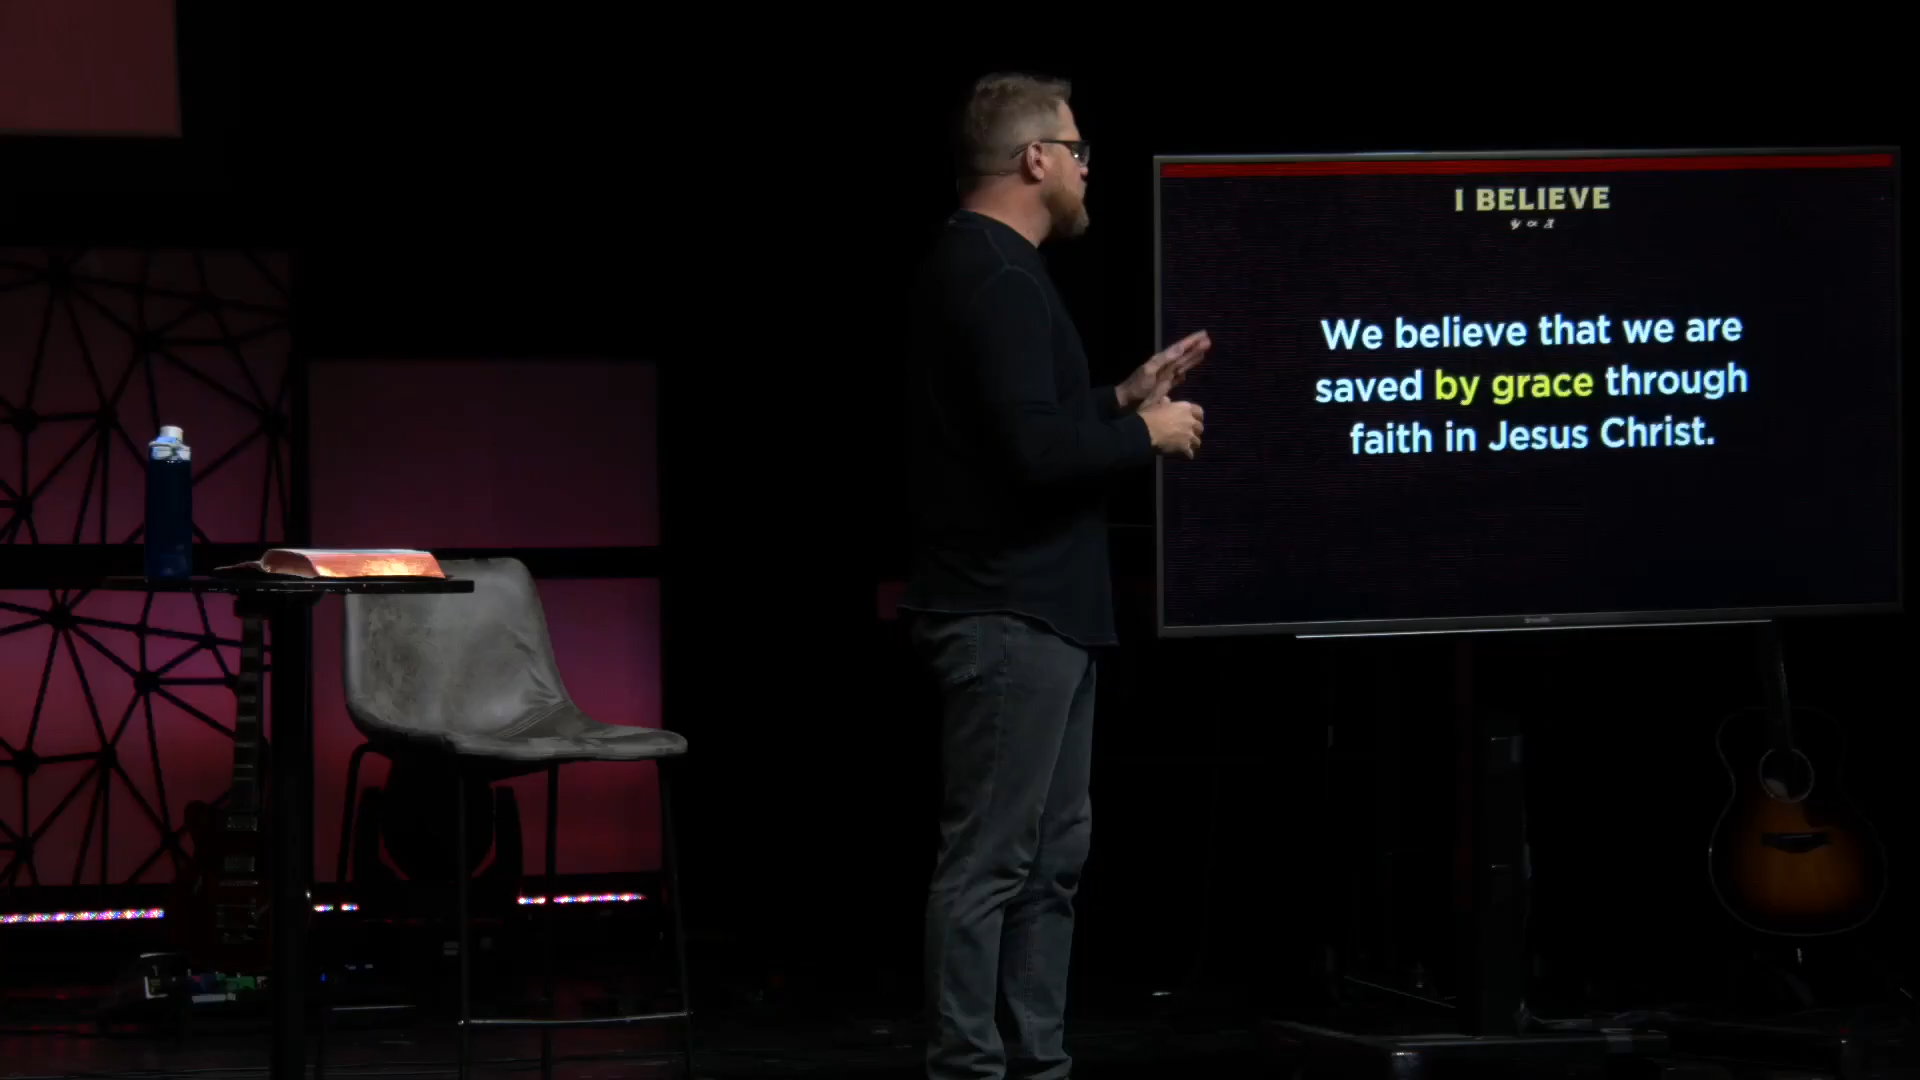 I BELIEVE
We believe that we are
saved by grace through
faith in Jesus Christ.